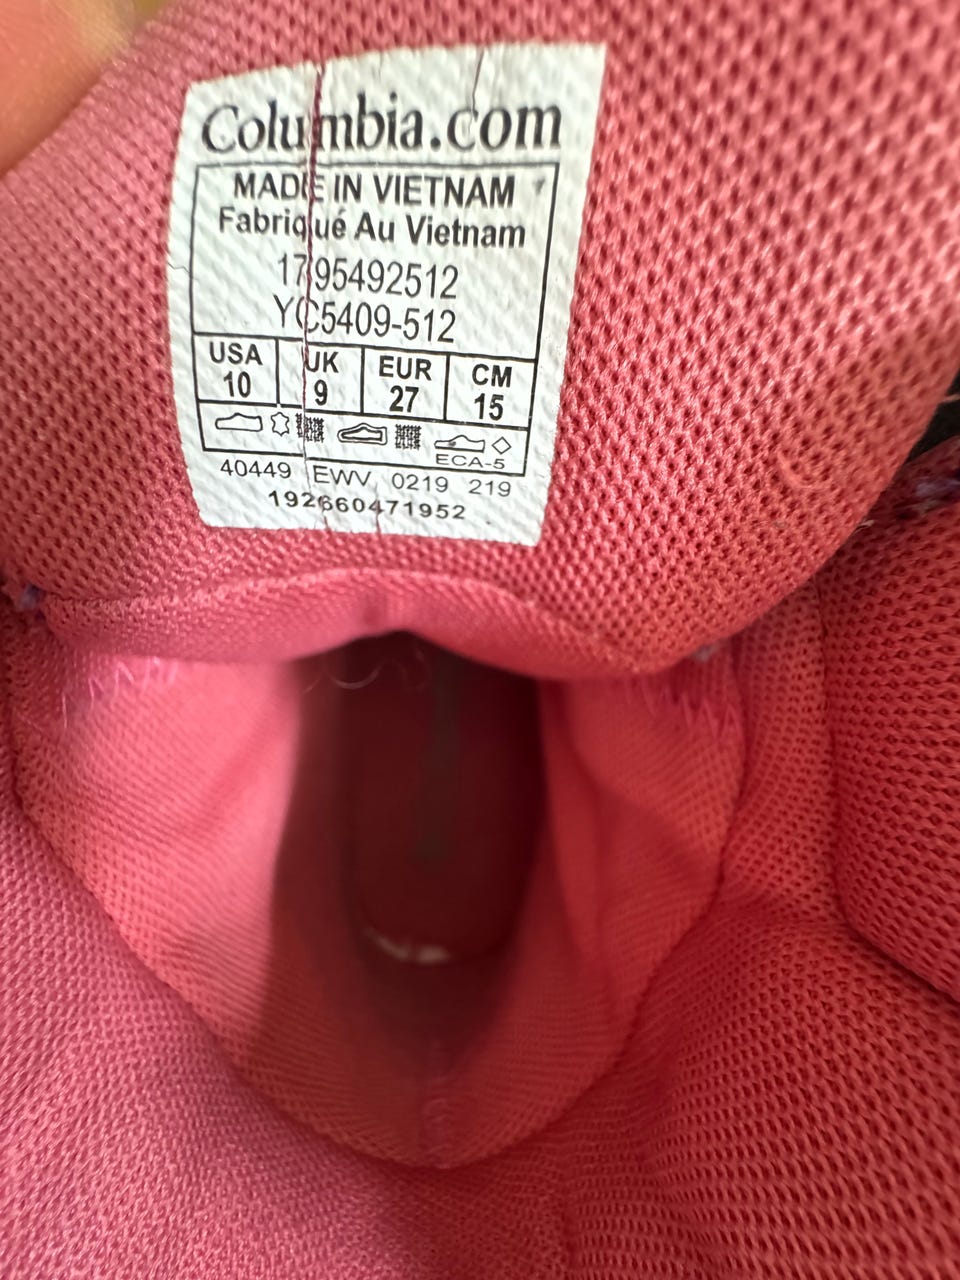 Columbia.com
MADE IN VIETNAM
Fabriqué Au Vietnam
1795492512
YC5409-512
USA UK EUR CM
10 9 27 15
ECA-5
40449 EWV 0219 219
192660471952